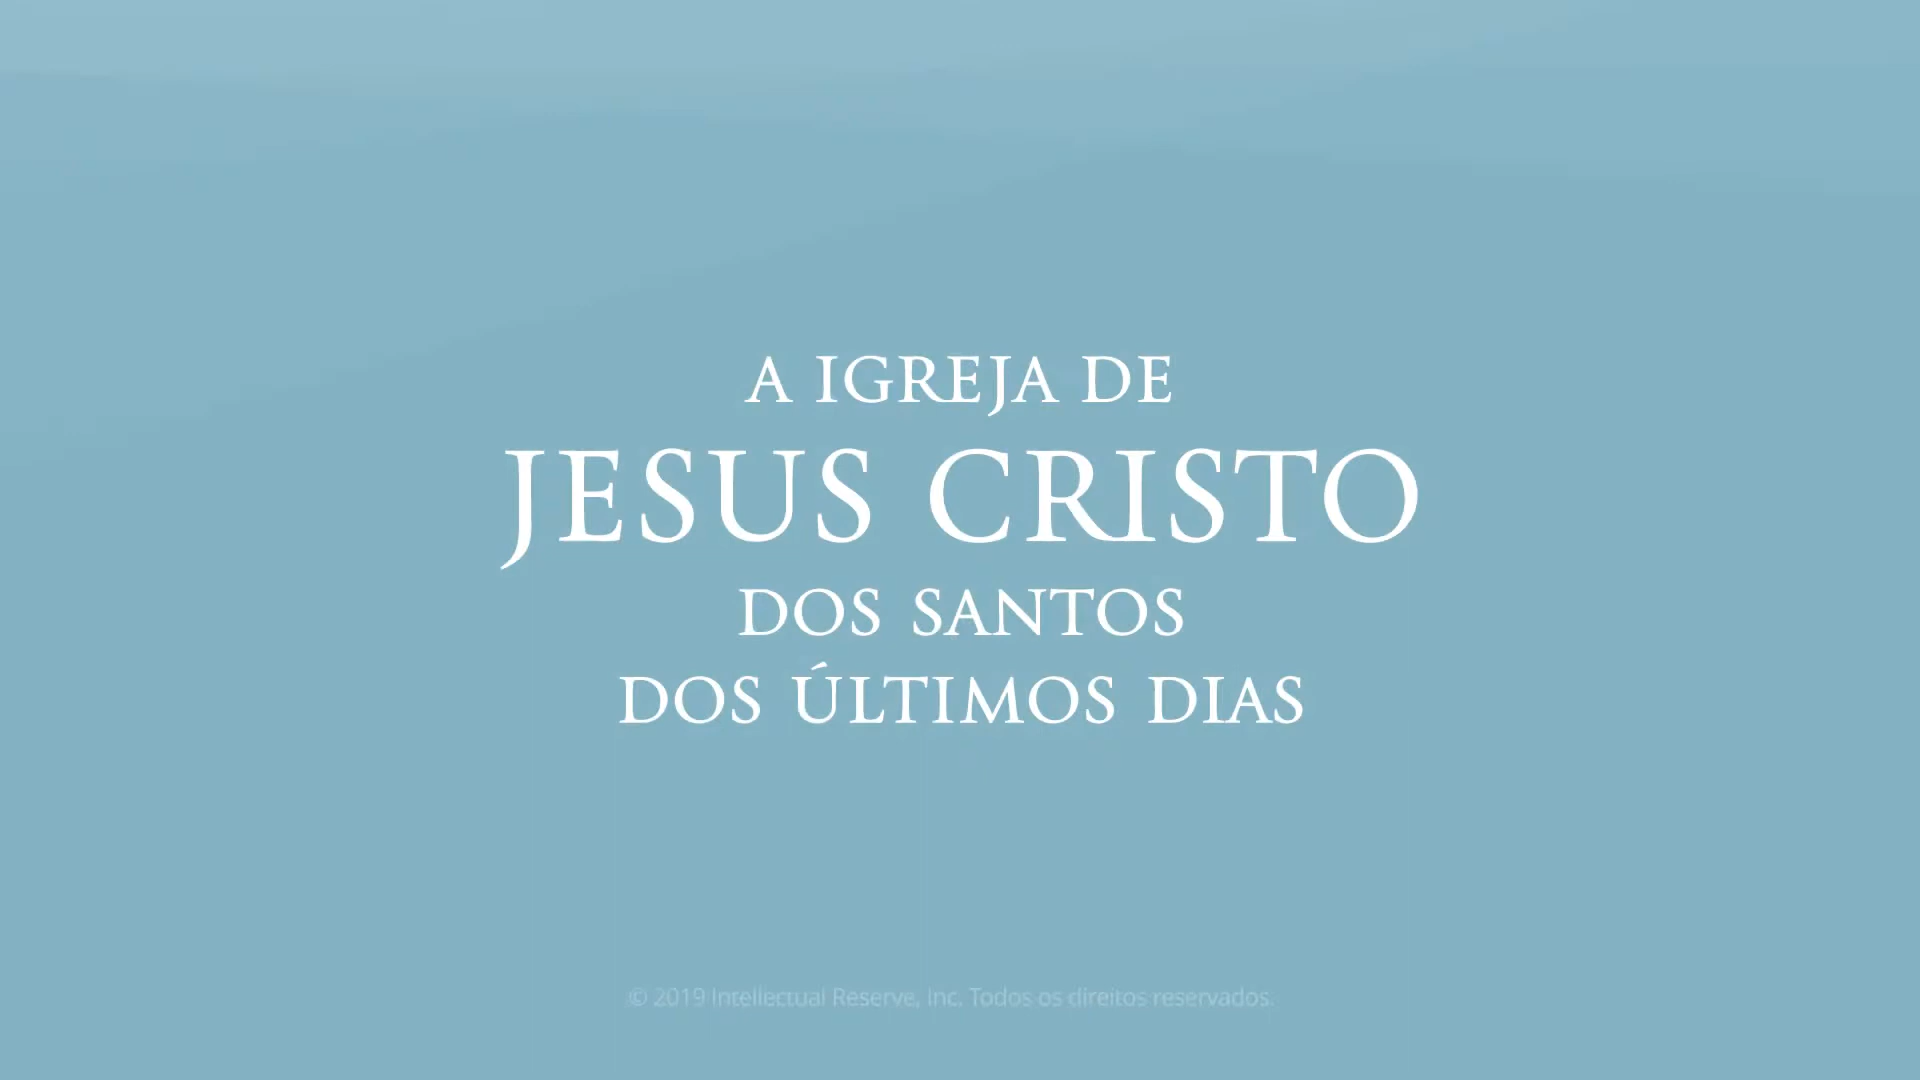 A IGREJA DE
JESUS CRISTO
DOS SANTOS
DOS ÚLTIMOS DIAS
© 2019 Intellectual Reserve, Inc. Todos os direitos reservados.